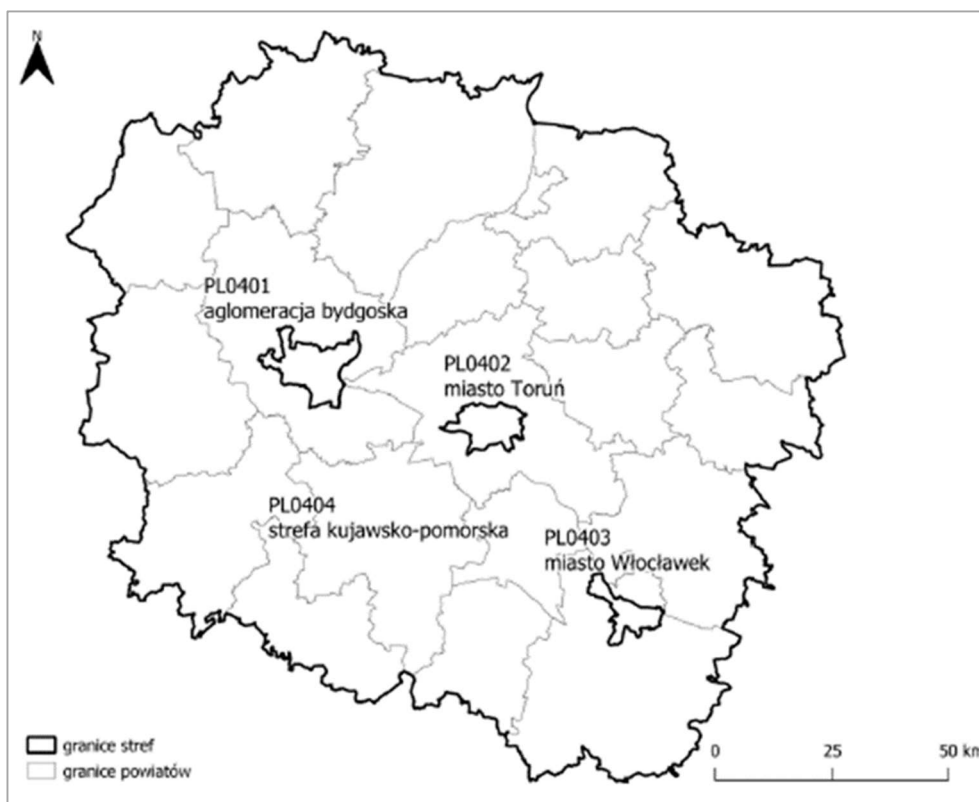 N
PL0401
aglomeracja bydgoska
PL0402
miasto Toruń
PL0404
strefa kujawsko-pomorska
PL0403
miasto Włocławek
granice stref
granice powiatów
0 25 50 km